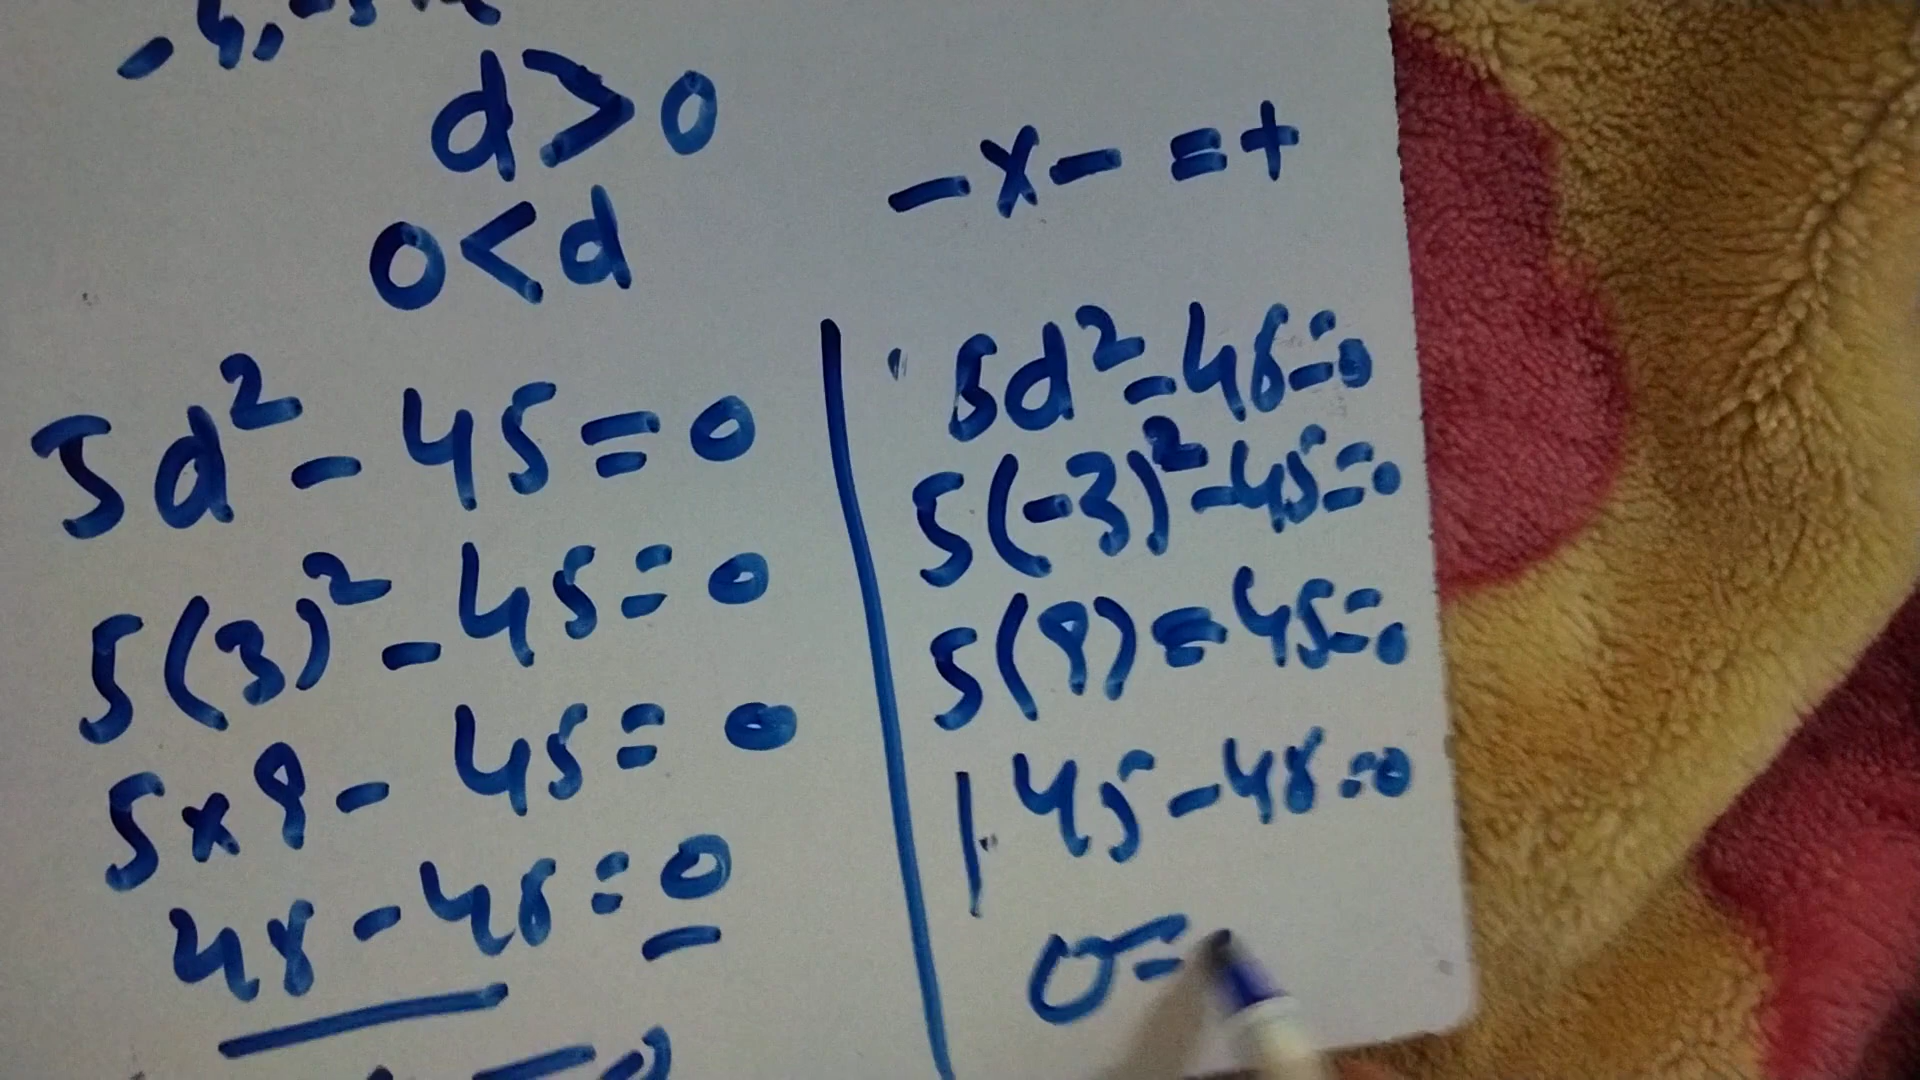 d > 0
0 < d
- x - = +
5d² - 45 = 0
5(3)² - 45 = 0
5 x 9 - 45 = 0
45 - 45 = 0
5d² - 45 = 0
5(-3)² - 45 = 0
5(9) = 45 = 0
45 - 45 = 0
0 =